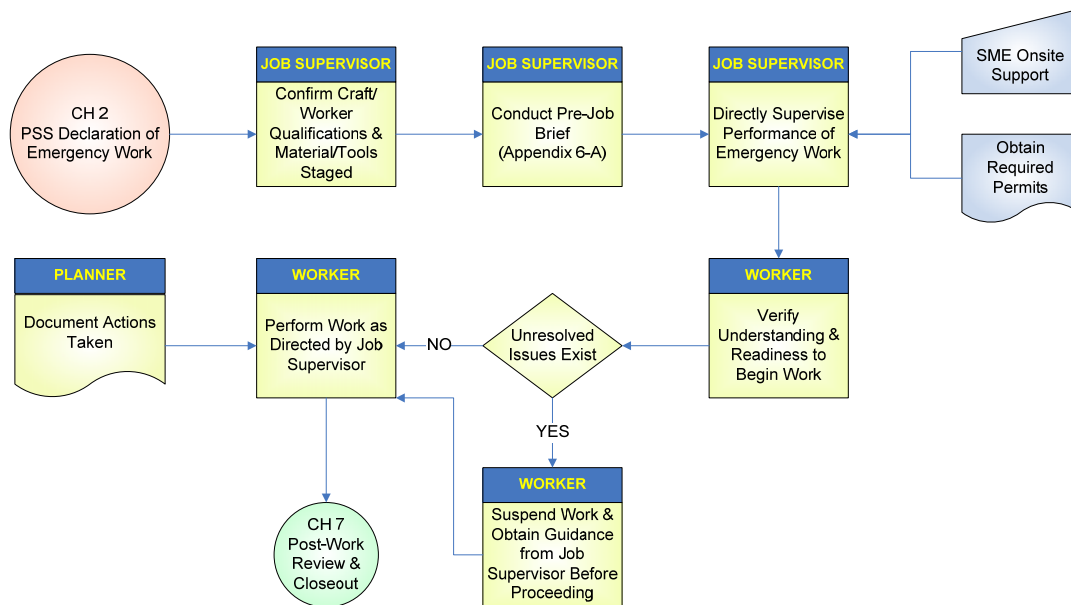 CH 2
PSS Declaration of
Emergency Work
JOB SUPERVISOR
Confirm Craft/
Worker
Qualifications &
Material/Tools
Staged
JOB SUPERVISOR
Conduct Pre-Job
Brief
(Appendix 6-A)
JOB SUPERVISOR
Directly Supervise
Performance of
Emergency Work
SME Onsite
Support
Obtain
Required
Permits
PLANNER
Document Actions
Taken
WORKER
Perform Work as
Directed by Job
Supervisor
NO
Unresolved
Issues Exist
WORKER
Verify
Understanding &
Readiness to
Begin Work
YES
WORKER
Suspend Work &
Obtain Guidance
from Job
Supervisor Before
Proceeding
CH 7
Post-Work
Review &
Closeout